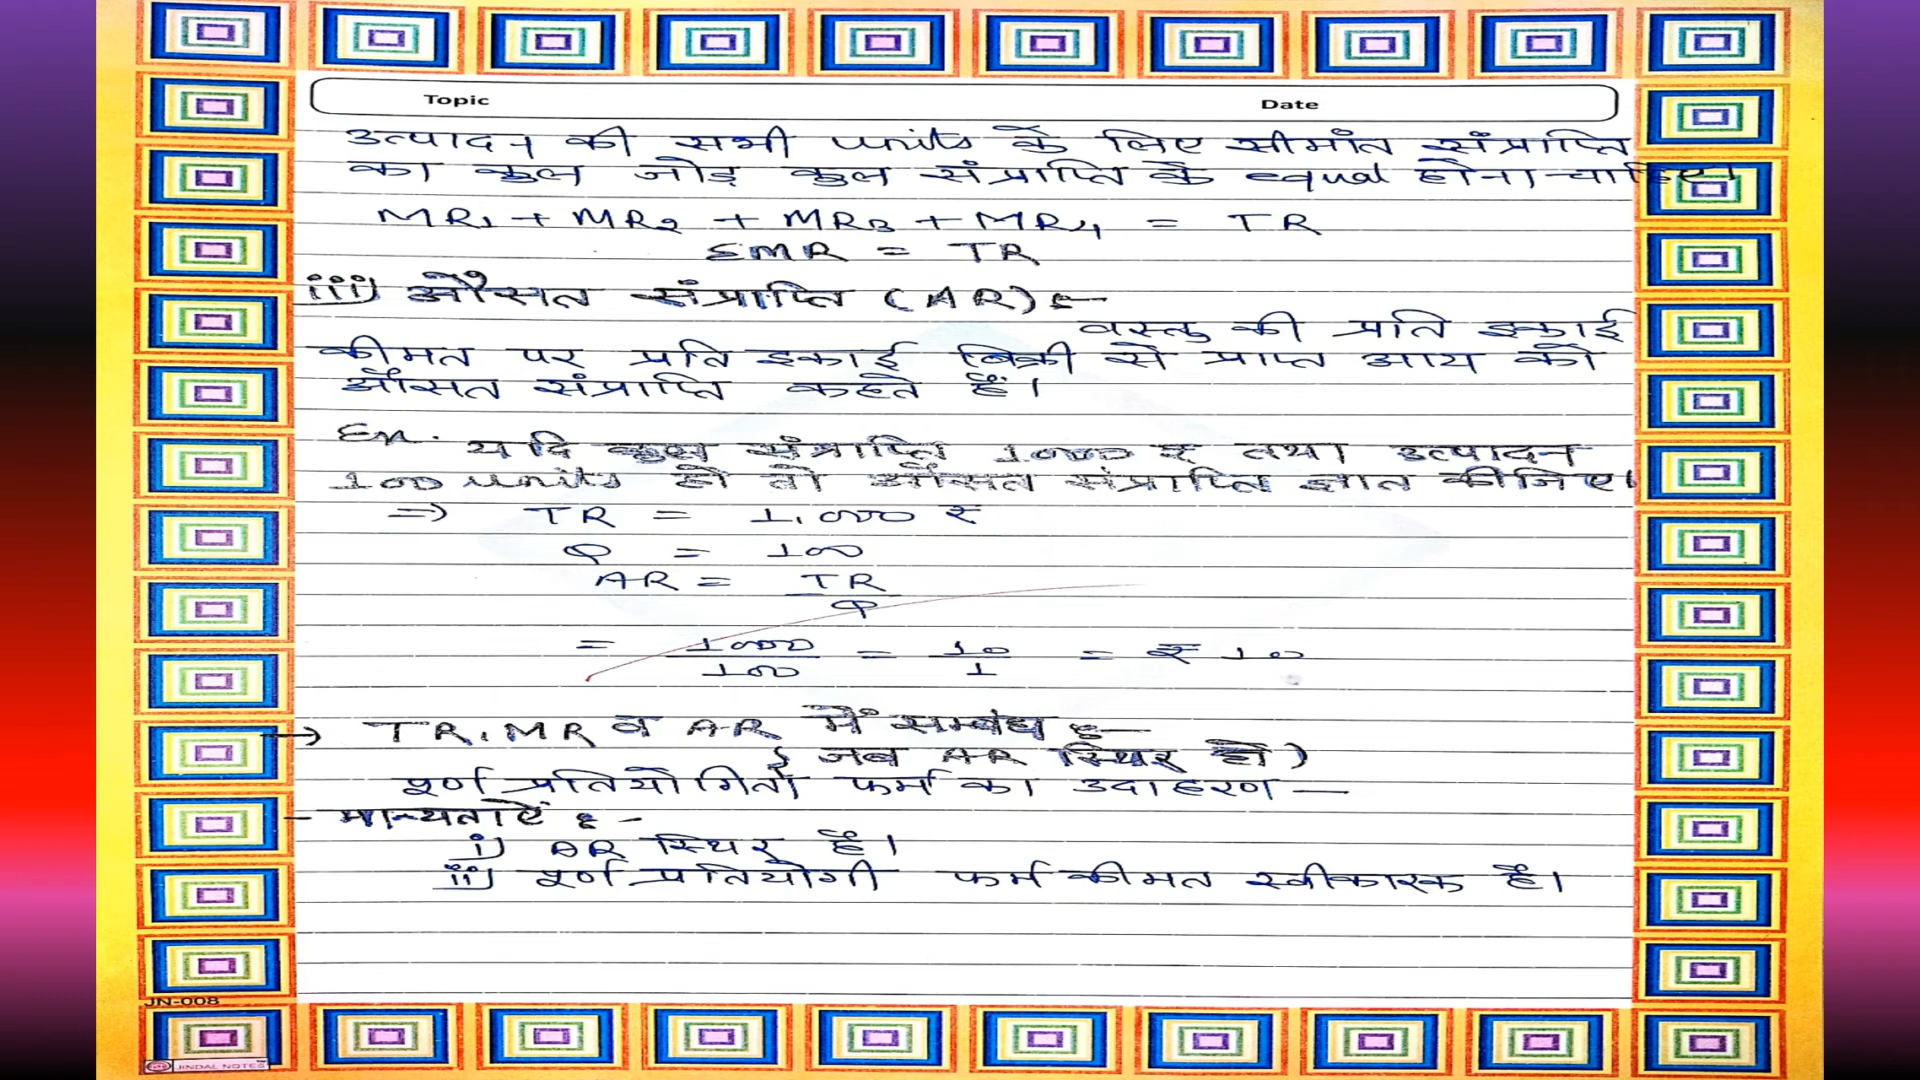 Topic Date
उत्पादन की सभी units के लिए सीमांत संप्राप्ति
का कुल जोड़ कुल संप्राप्ति के equal होना चाहिए।
MR1 + MR2 + MR3 + MR4 = TR
ΣMR = TR
iii) औसत संप्राप्ति (AR):-
वस्तु की प्रति इकाई
कीमत पर प्रति इकाई बिक्री से प्राप्त आय को
औसत संप्राप्ति कहते हैं।
Ex. यदि कुल संप्राप्ति 1000 ₹ तथा उत्पादन
100 units हो तो औसत संप्राप्ति ज्ञात कीजिए।
=> TR = 1,000 ₹
Q = 100
AR = TR
Q
= 1000 = 10 = ₹ 10
100 1
→ TR, MR व AR में सम्बंध :-
( जब AR स्थिर हो )
पूर्ण प्रतियोगिता फर्म का उदाहरण —
- मान्यताऐं :-
i) AR स्थिर है।
ii) पूर्ण प्रतियोगी फर्म कीमत स्वीकारक है।
JN-008
JINDAL NOTES